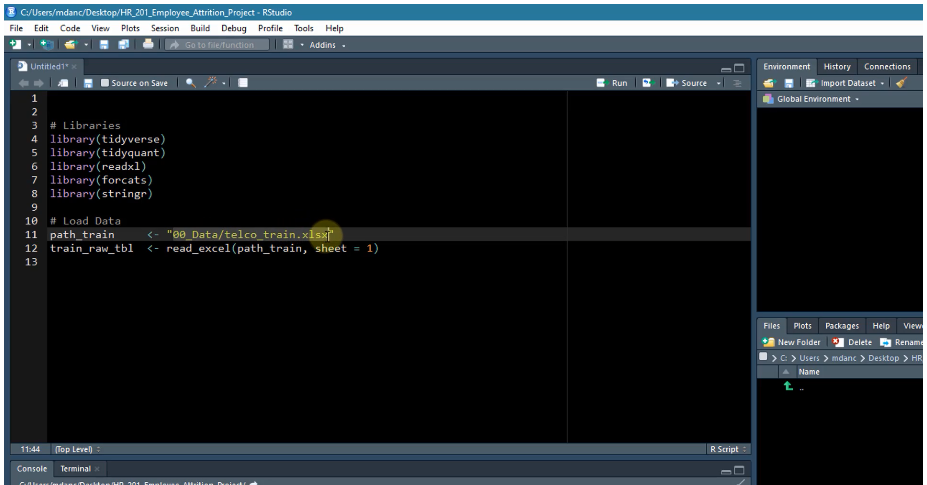 C:/Users/mdanc/Desktop/HR_201_Employee_Attrition_Project - RStudio
File Edit Code View Plots Session Build Debug Profile Tools Help
Go to file/function Addins
Untitled1*
Source on Save Run Source
1
2
3 # Libraries
4 library(tidyverse)
5 library(tidyquant)
6 library(readxl)
7 library(forcats)
8 library(stringr)
9
10 # Load Data
11 path_train <- "00_Data/telco_train.xlsx"
12 train_raw_tbl <- read_excel(path_train, sheet = 1)
13
11:44 (Top Level) R Script
Console Terminal
C:/Users/mdanc/Desktop/HR_201_Employee_Attrition_Project/
Environment History Connections
Import Dataset
Global Environment
Files Plots Packages Help Viewe
New Folder Delete Rename
C: Users mdanc Desktop HR
Name
..